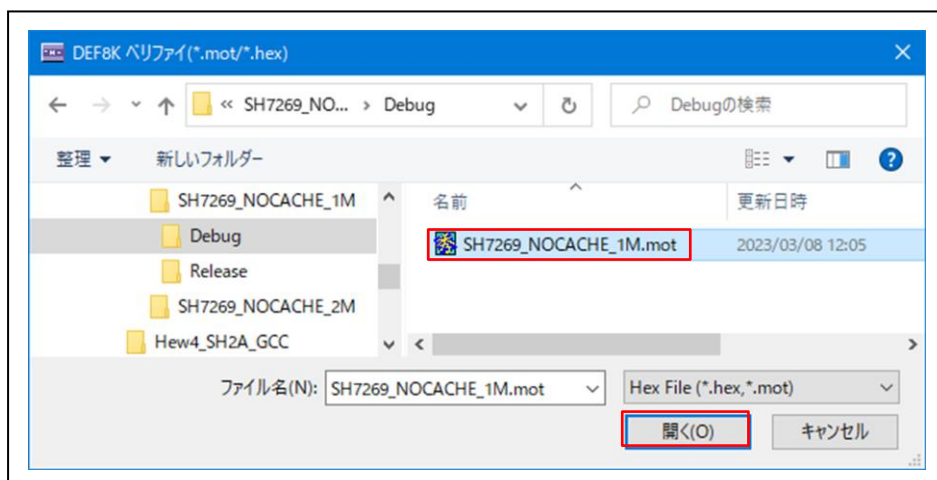 DEF8K ベリファイ(*.mot/*.hex)
« SH7269_NO... › Debug
Debugの検索
整理 新しいフォルダー
SH7269_NOCACHE_1M
Debug
Release
SH7269_NOCACHE_2M
Hew4_SH2A_GCC
名前 更新日時
SH7269_NOCACHE_1M.mot 2023/03/08 12:05
ファイル名(N): SH7269_NOCACHE_1M.mot Hex File (*.hex,*.mot)
開く(O) キャンセル